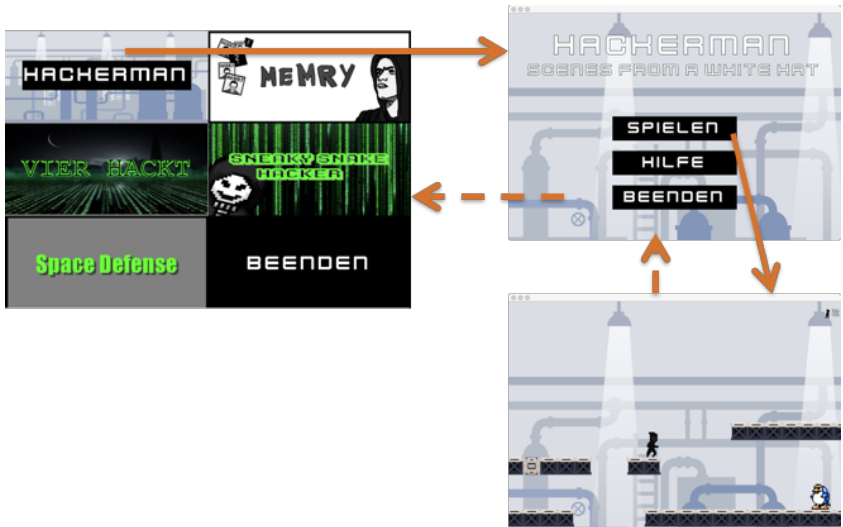 HACKERMAN
MEMRY
VIER HACKT
SNEAKY SNAKE
HACKER
Space Defense
BEENDEN
HACKERMAN
SCENES FROM A WHITE HAT
SPIELEN
HILFE
BEENDEN